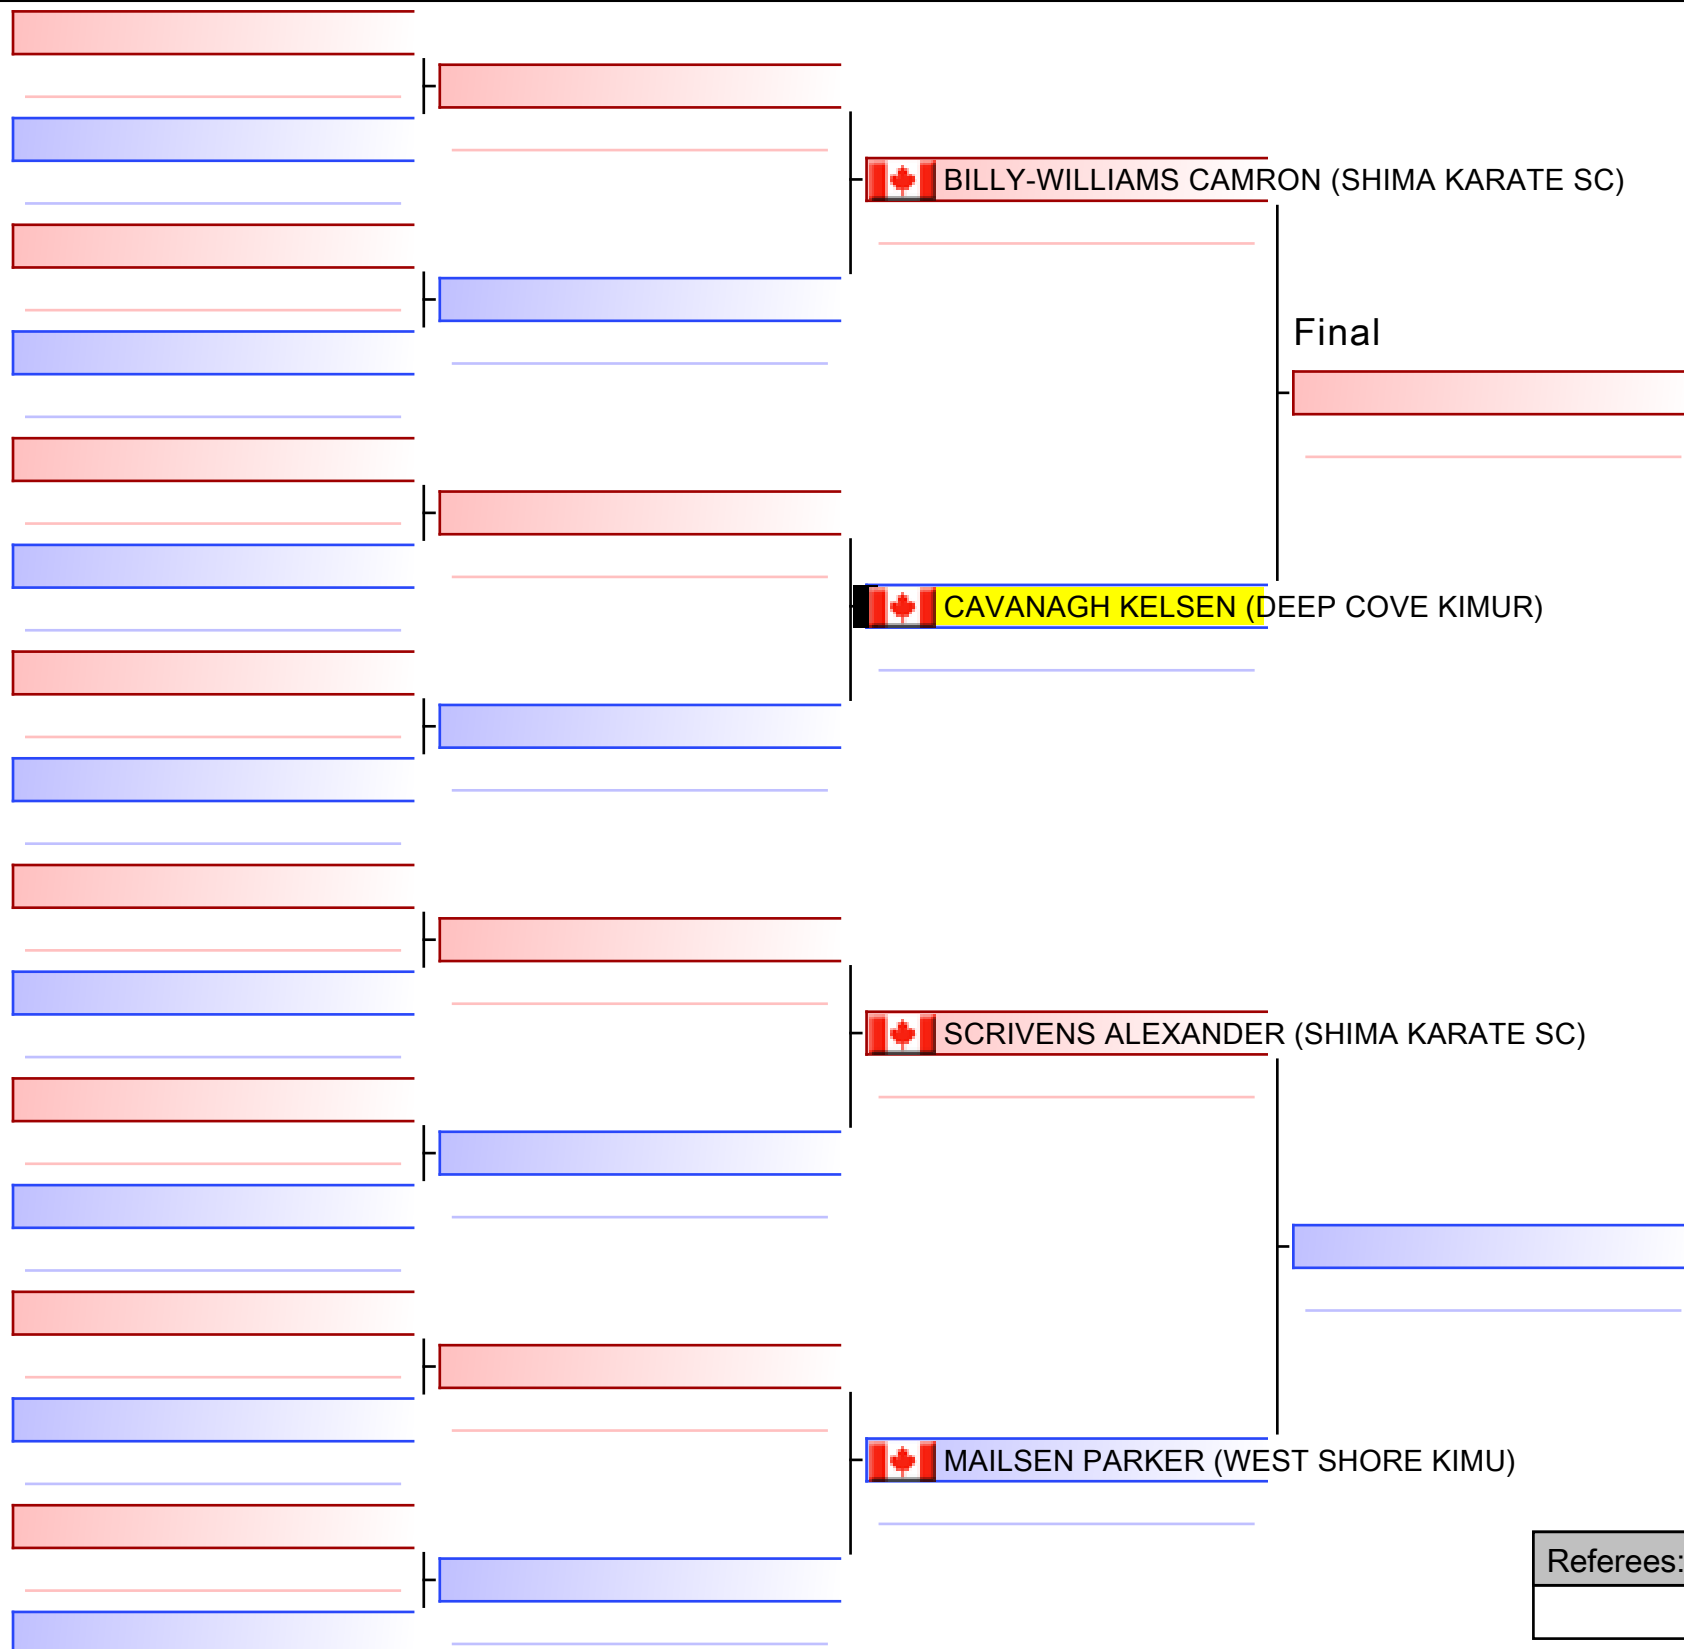 BILLY-WILLIAMS CAMRON (SHIMA KARATE SC)
Final
CAVANAGH KELSEN (DEEP COVE KIMUR)
SCRIVENS ALEXANDER (SHIMA KARATE SC)
MAILSEN PARKER (WEST SHORE KIMU)
Referees: